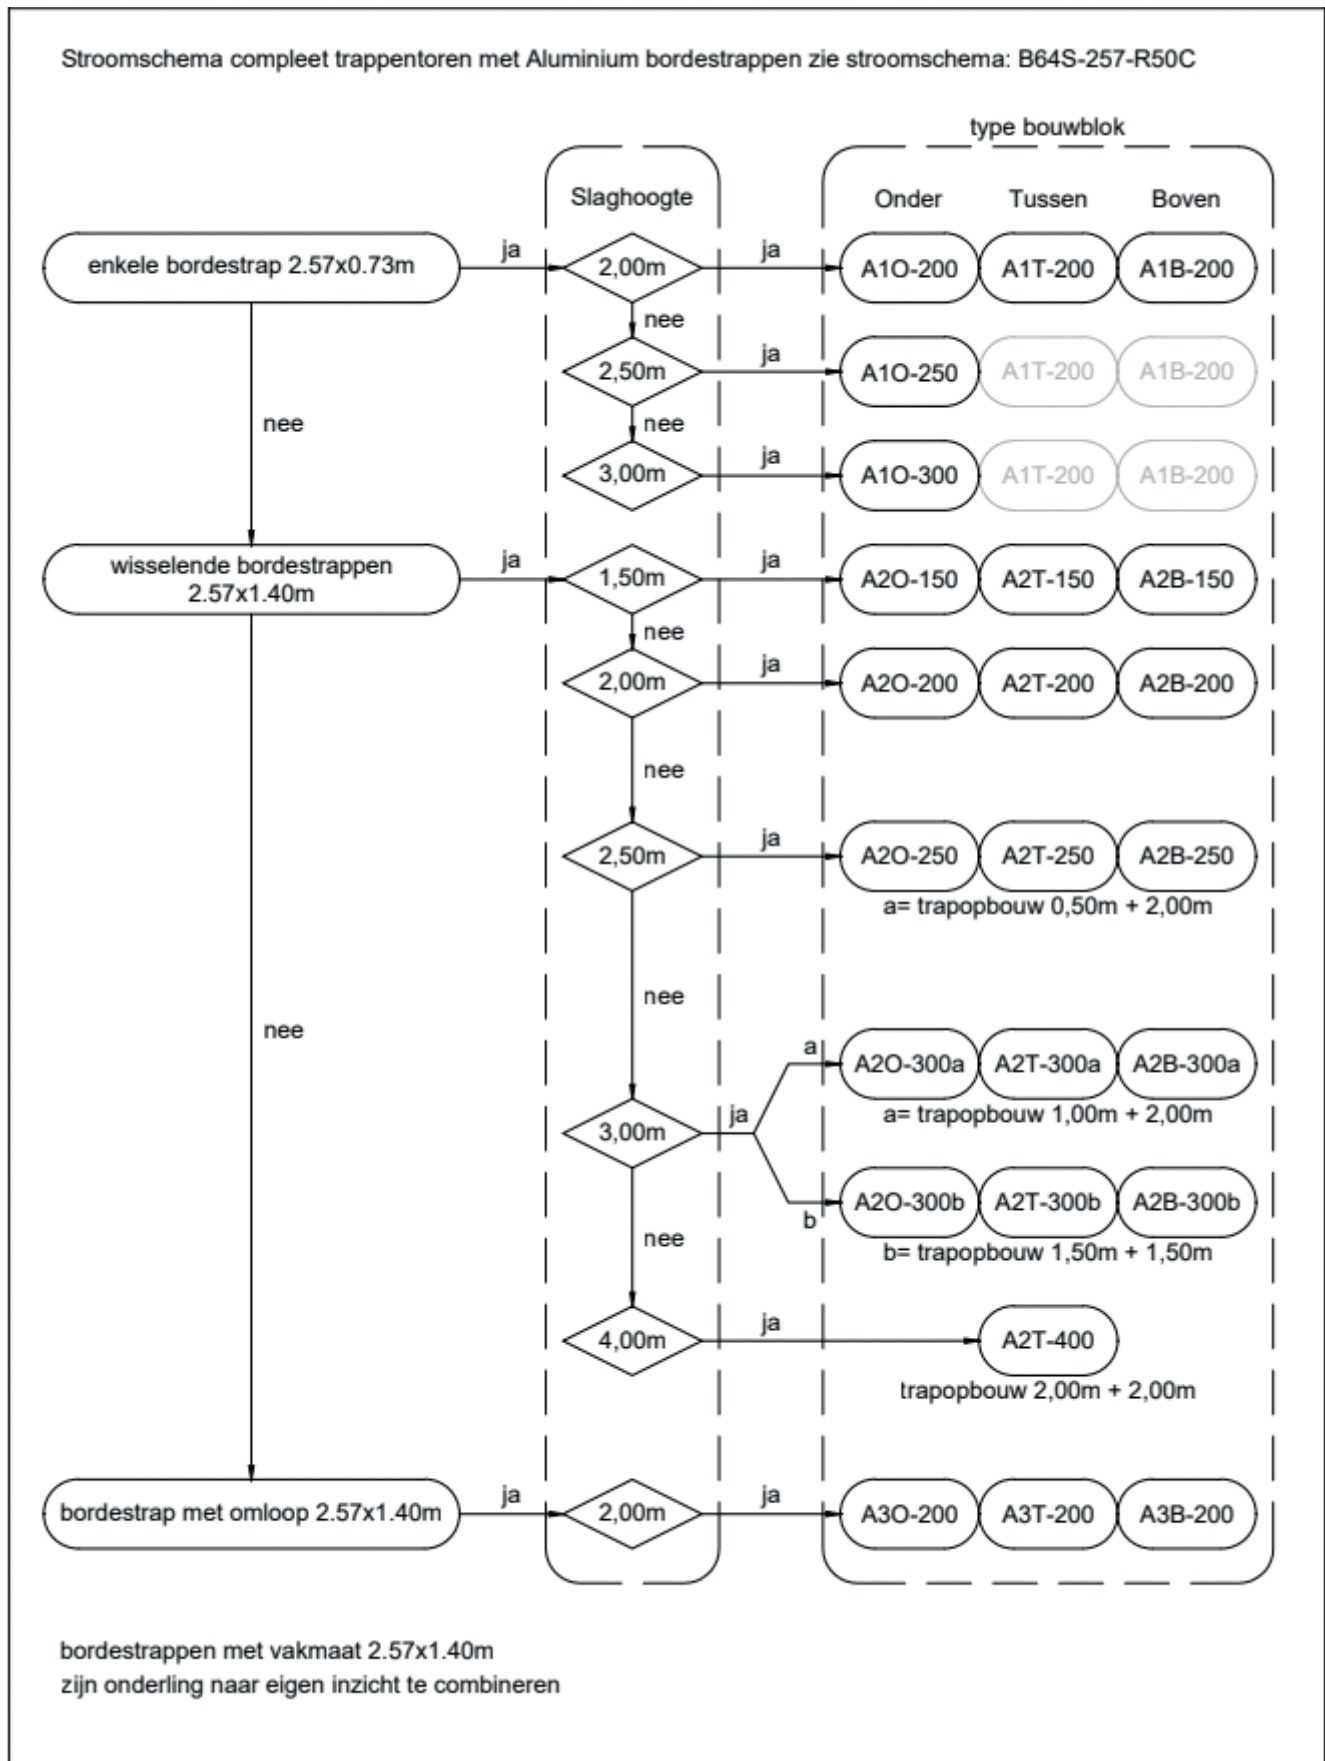 Stroomschema compleet trappentoren met Aluminium bordestrappen zie stroomschema: B64S-257-R50C
type bouwblok
Slaghoogte
Onder Tussen Boven
enkele bordestrap 2.57x0.73m ja 2,00m ja A1O-200 A1T-200 A1B-200
nee
2,50m ja A1O-250 A1T-200 A1B-200
nee nee
3,00m ja A1O-300 A1T-200 A1B-200
wisselende bordestrappen
2.57x1.40m
ja 1,50m ja A2O-150 A2T-150 A2B-150
nee
2,00m ja A2O-200 A2T-200 A2B-200
nee
2,50m ja A2O-250 A2T-250 A2B-250
a= trapopbouw 0,50m + 2,00m
nee
nee
a A2O-300a A2T-300a A2B-300a
a= trapopbouw 1,00m + 2,00m
3,00m ja
b A2O-300b A2T-300b A2B-300b
b= trapopbouw 1,50m + 1,50m
nee
4,00m ja A2T-400
trapopbouw 2,00m + 2,00m
bordestrap met omloop 2.57x1.40m ja 2,00m ja A3O-200 A3T-200 A3B-200
bordestrappen met vakmaat 2.57x1.40m
zijn onderling naar eigen inzicht te combineren